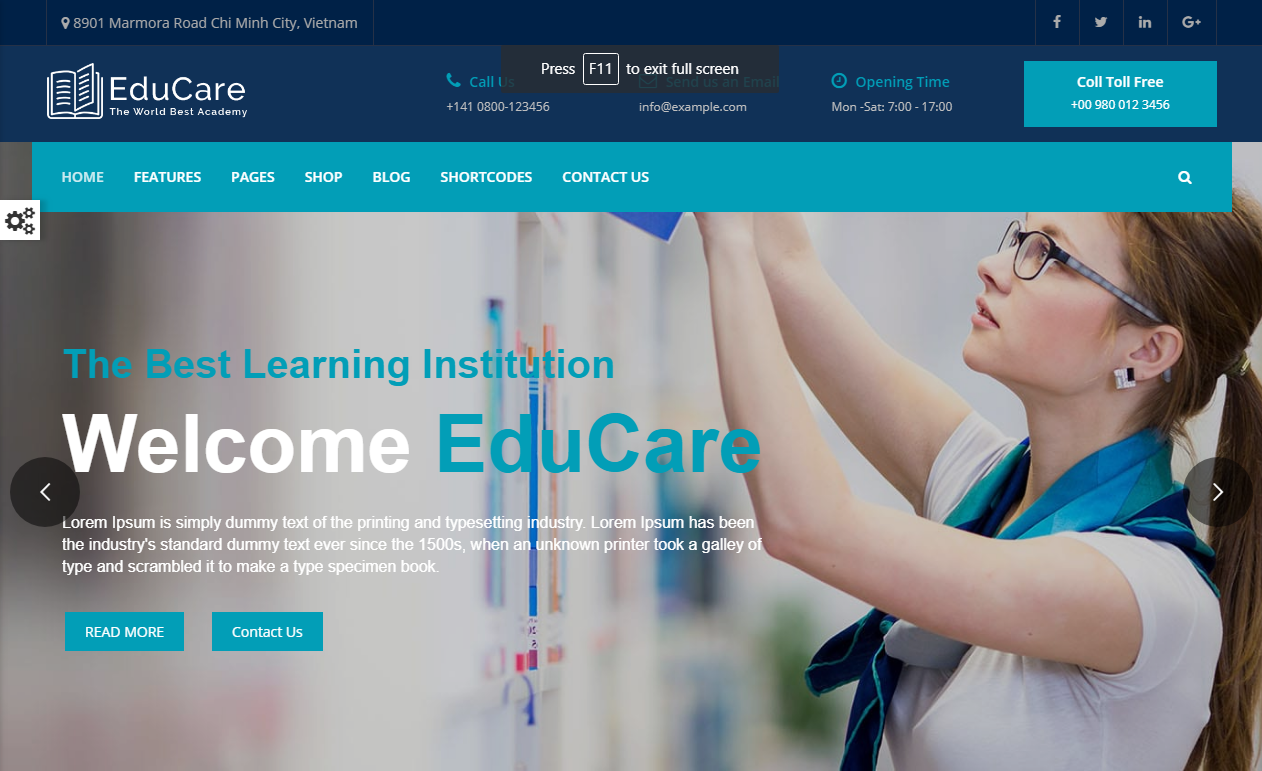 8901 Marmora Road Chi Minh City, Vietnam
EduCare
The World Best Academy
Press F11 to exit full screen
Call Us
+141 0800-123456
Send us an Email
info@example.com
Opening Time
Mon -Sat: 7:00 - 17:00
Coll Toll Free
+00 980 012 3456
HOME FEATURES PAGES SHOP BLOG SHORTCODES CONTACT US
The Best Learning Institution
Welcome EduCare
Lorem Ipsum is simply dummy text of the printing and typesetting industry. Lorem Ipsum has been
the industry's standard dummy text ever since the 1500s, when an unknown printer took a galley of
type and scrambled it to make a type specimen book.
READ MORE Contact Us